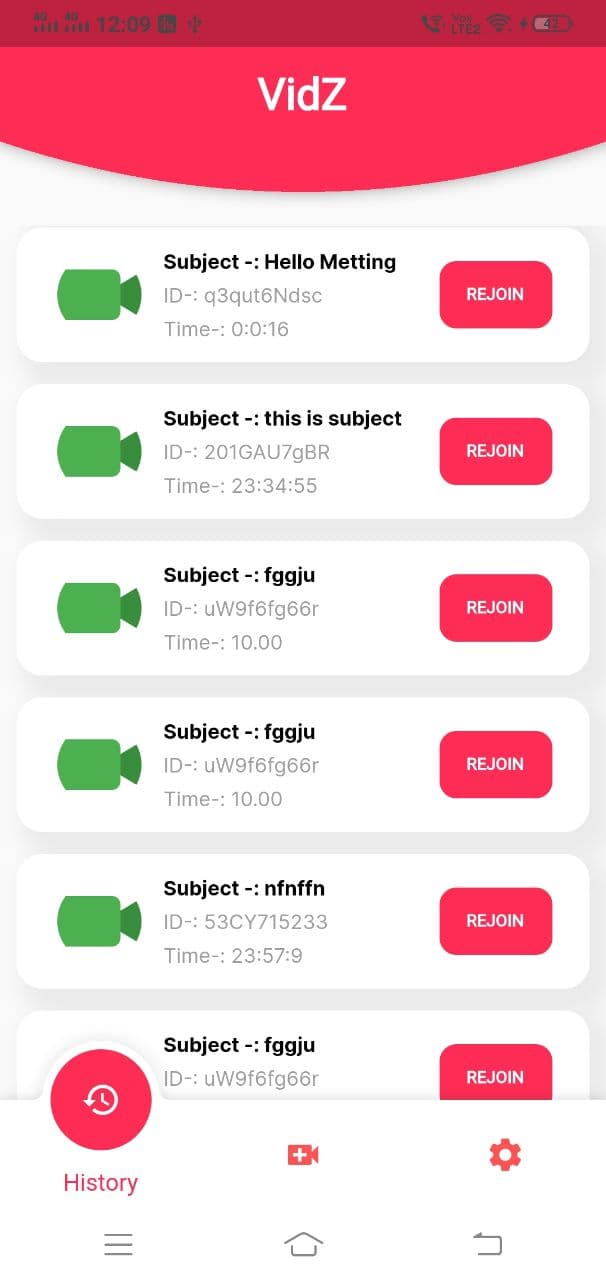 4G 4G 12:09 Vo) LTE2 42
VidZ
Subject -: Hello Metting
ID-: q3qut6Ndsc
Time-: 0:0:16
REJOIN
Subject -: this is subject
ID-: 201GAU7gBR
Time-: 23:34:55
REJOIN
Subject -: fggju
ID-: uW9f6fg66r
Time-: 10.00
REJOIN
Subject -: fggju
ID-: uW9f6fg66r
Time-: 10.00
REJOIN
Subject -: nfnffn
ID-: 53CY715233
Time-: 23:57:9
REJOIN
Subject -: fggju
ID-: uW9f6fg66r
REJOIN
History